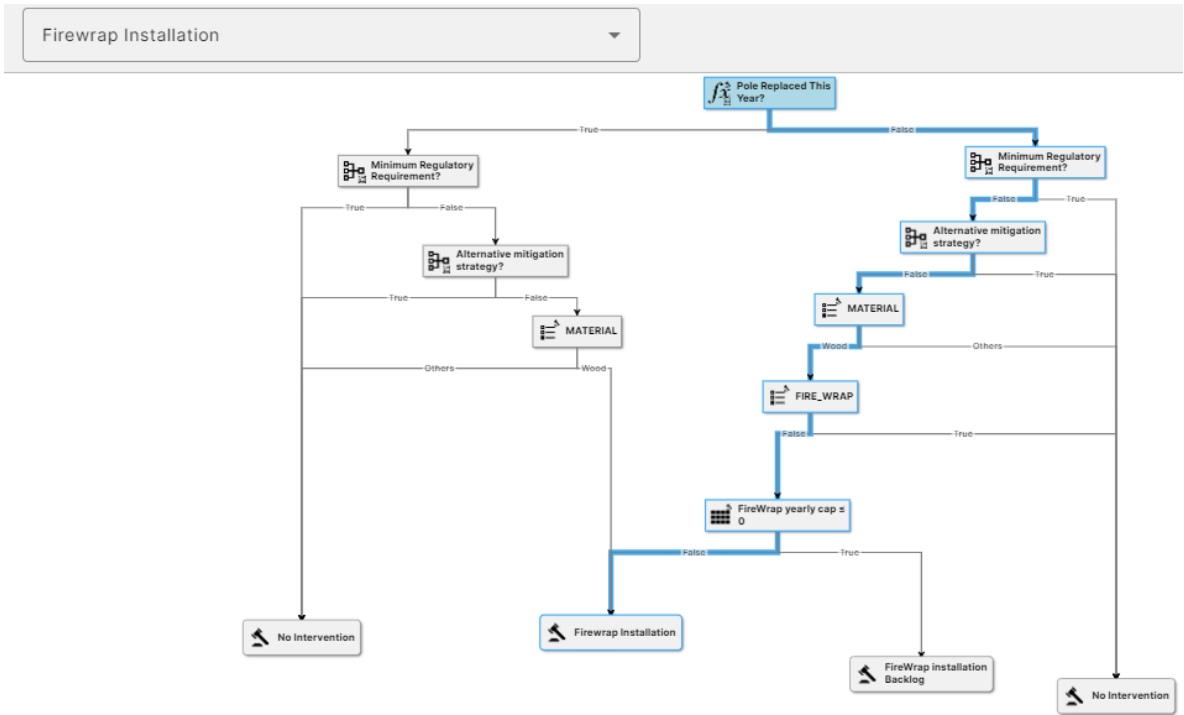 Firewrap Installation
Pole Replaced This
Year?
True
False
Minimum Regulatory
Requirement?
Minimum Regulatory
Requirement?
True
False
False
True
Alternative mitigation
strategy?
Alternative mitigation
strategy?
False
True
True
False
MATERIAL
MATERIAL
Wood
Others
Others
Wood
FIRE_WRAP
False
True
FireWrap yearly cap ≤
0
False
True
No Intervention
Firewrap Installation
FireWrap installation
Backlog
No Intervention